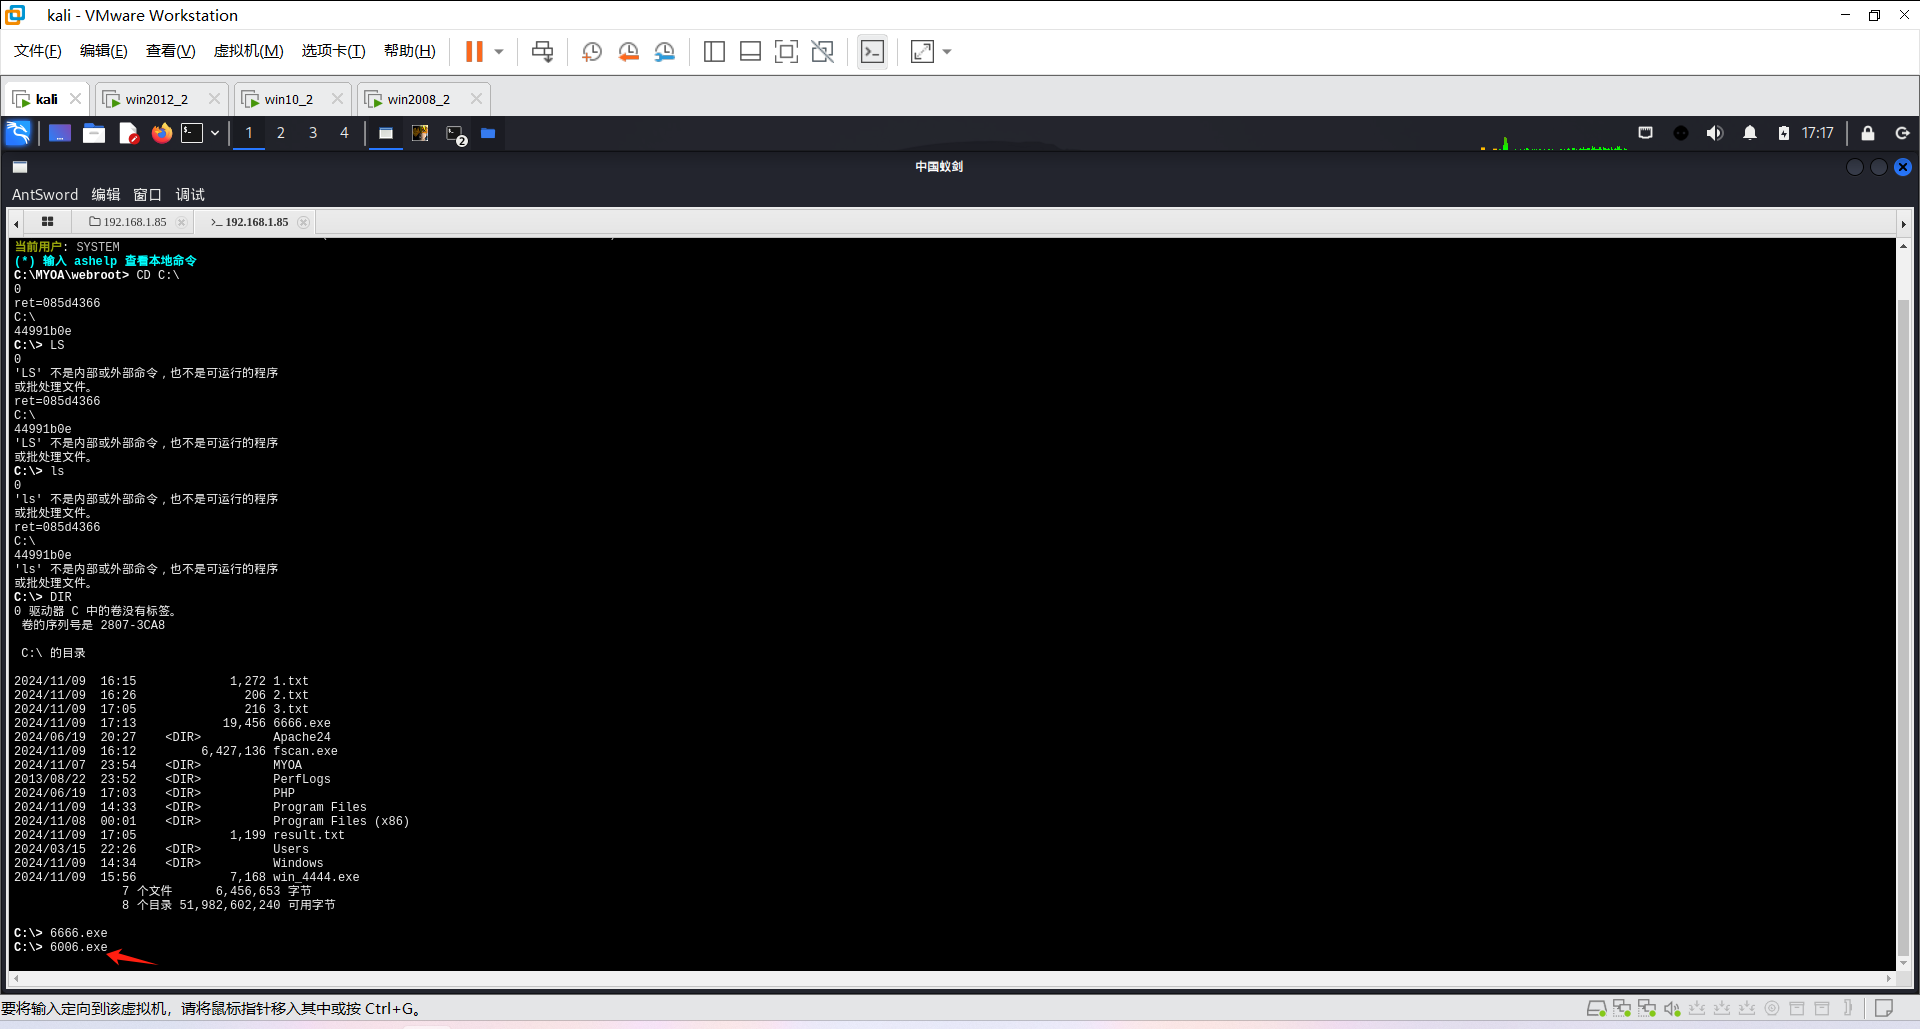 kali - VMware Workstation
文件(F) 编辑(E) 查看(V) 虚拟机(M) 选项卡(T) 帮助(H)
kali win2012_2 win10_2 win2008_2
1 2 3 4 2 17:17
中国蚁剑
AntSword 编辑 窗口 调试
192.168.1.85 >_ 192.168.1.85
当前用户: SYSTEM
(*) 输入 ashelp 查看本地命令
C:\MYOA\webroot> CD C:\
0
ret=085d4366
C:\
44991b0e
C:\> LS
0
'LS' 不是内部或外部命令，也不是可运行的程序
或批处理文件。
ret=085d4366
C:\
44991b0e
'LS' 不是内部或外部命令，也不是可运行的程序
或批处理文件。
C:\> ls
0
'ls' 不是内部或外部命令，也不是可运行的程序
或批处理文件。
ret=085d4366
C:\
44991b0e
'ls' 不是内部或外部命令，也不是可运行的程序
或批处理文件。
C:\> DIR
0 驱动器 C 中的卷没有标签。
卷的序列号是 2807-3CA8
C:\ 的目录
2024/11/09  16:15             1,272 1.txt
2024/11/09  16:26               206 2.txt
2024/11/09  17:05               216 3.txt
2024/11/09  17:13            19,456 6666.exe
2024/06/19  20:27    <DIR>          Apache24
2024/11/09  16:12         6,427,136 fscan.exe
2024/11/07  23:54    <DIR>          MYOA
2013/08/22  23:52    <DIR>          PerfLogs
2024/06/19  17:03    <DIR>          PHP
2024/11/09  14:33    <DIR>          Program Files
2024/11/08  00:01    <DIR>          Program Files (x86)
2024/11/09  17:05             1,199 result.txt
2024/03/15  22:26    <DIR>          Users
2024/11/09  14:34    <DIR>          Windows
2024/11/09  15:56             7,168 win_4444.exe
7 个文件      6,456,653 字节
8 个目录 51,982,602,240 可用字节
C:\> 6666.exe
C:\> 6006.exe
要将输入定向到该虚拟机，请将鼠标指针移入其中或按 Ctrl+G。